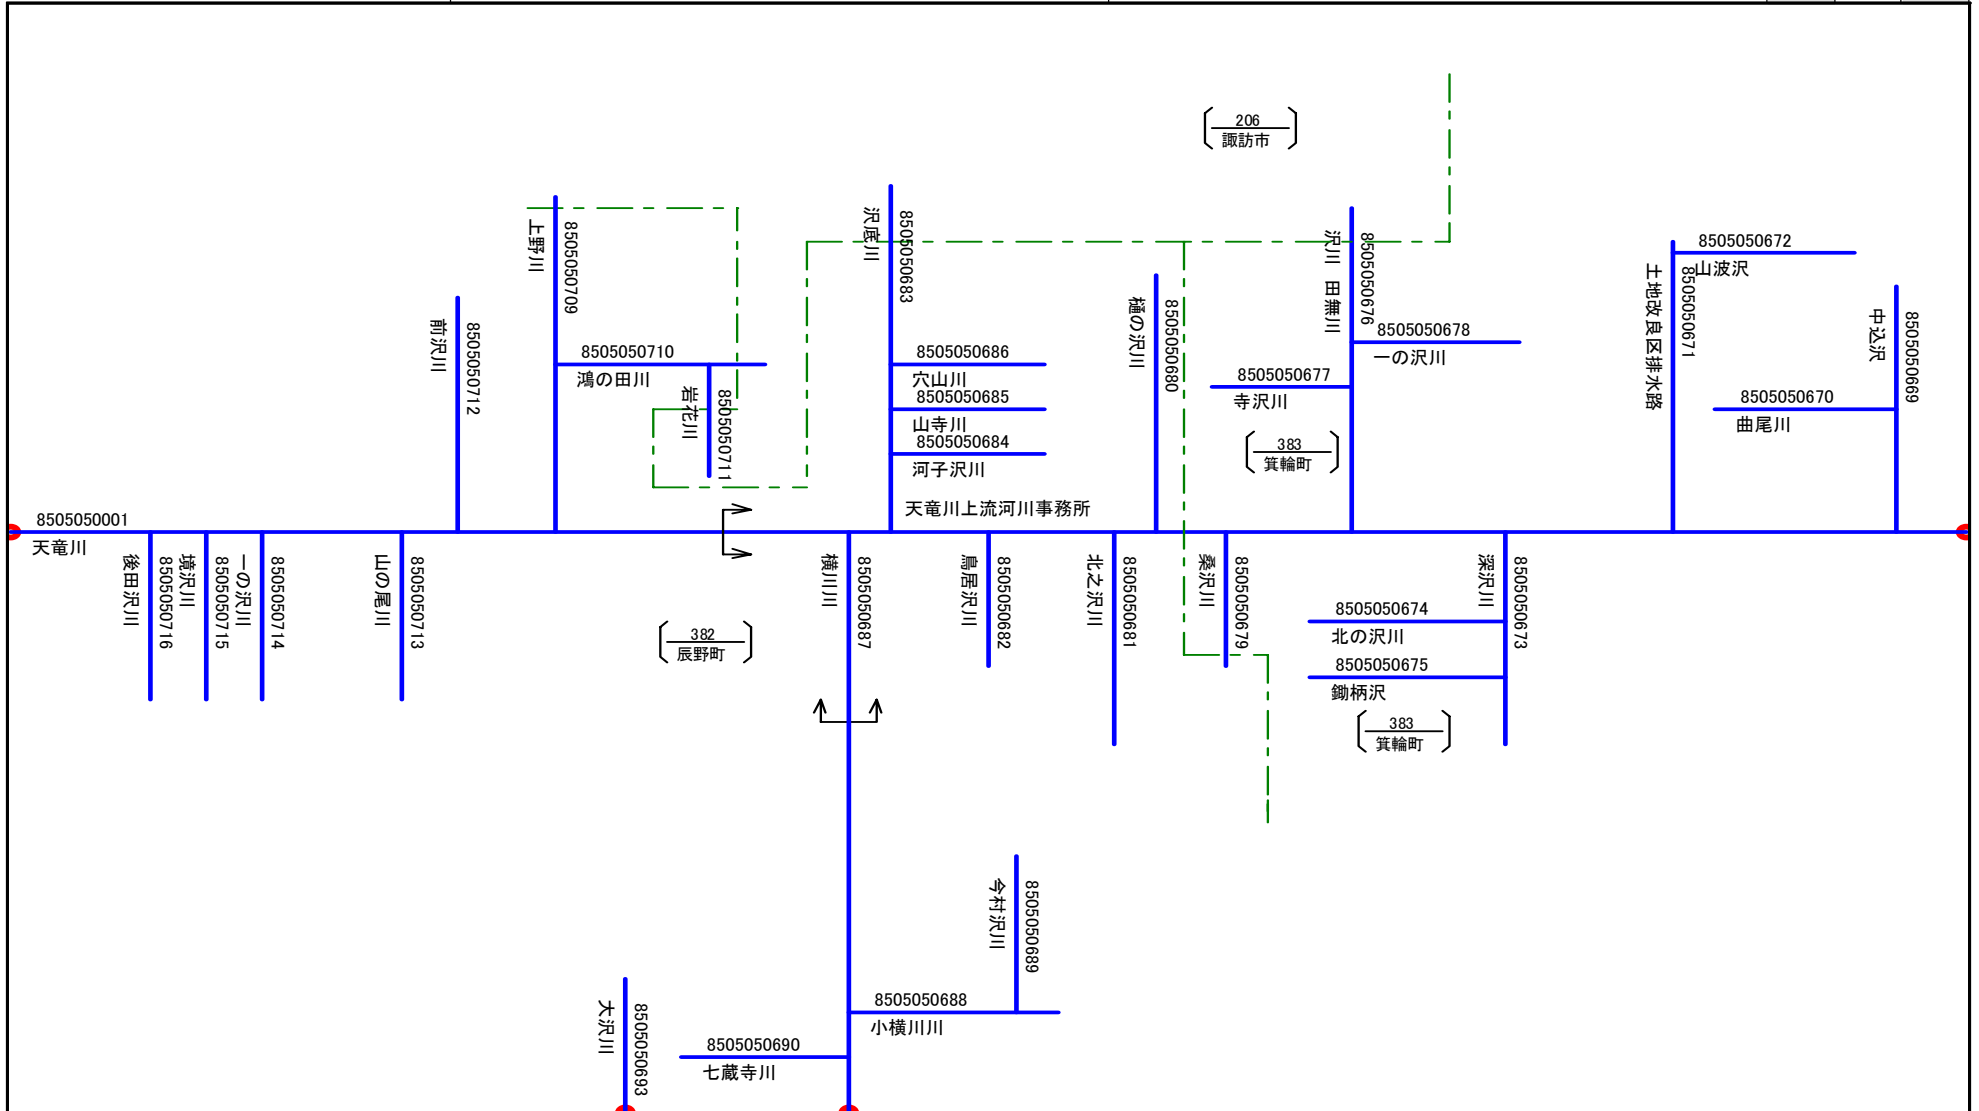 206
諏訪市
上野川
8505050709
沢底川
8505050683
沢川 田無川
8505050676
土地改良区排水路
8505050671
8505050672
山波沢
中込沢
8505050669
前沢川
8505050712
8505050710
鴻の田川
岩花川
8505050711
8505050686
穴山川
8505050685
山寺川
8505050684
河子沢川
樋の沢川
8505050680
8505050678
一の沢川
8505050677
寺沢川
383
箕輪町
8505050670
曲尾川
天竜川上流河川事務所
8505050001
天竜川
後田沢川
8505050716
境沢川
8505050715
一の沢川
8505050714
山の尾川
8505050713
横川川
8505050687
鳥居沢川
8505050682
北之沢川
8505050681
桑沢川
8505050679
深沢川
8505050673
8505050674
北の沢川
8505050675
鋤柄沢
382
辰野町
383
箕輪町
今村沢川
8505050689
8505050688
小横川川
大沢川
8505050693
8505050690
七蔵寺川